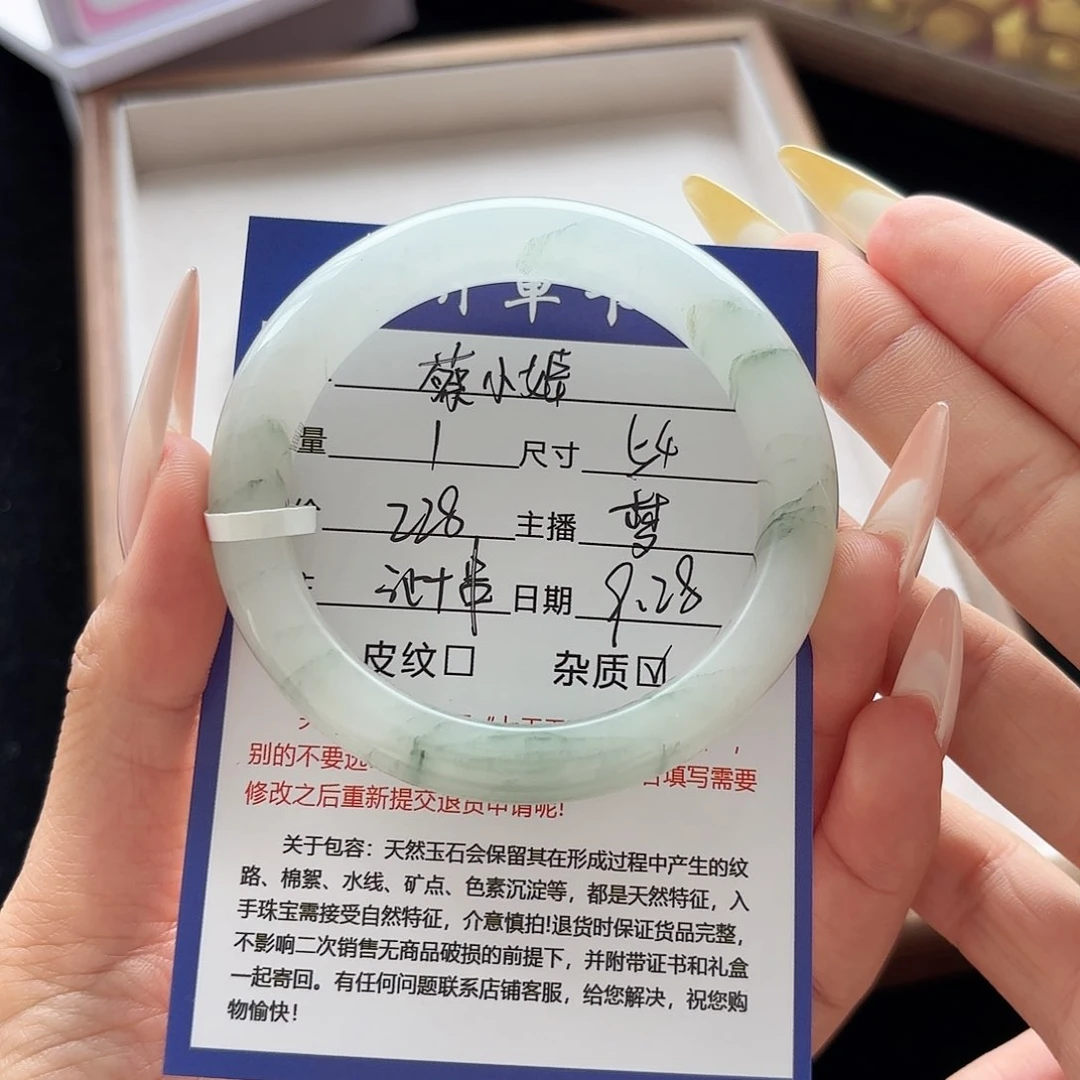 蔡小姐
量 1 尺寸 54
228 主播 梦
日期 9.28
皮纹□ 杂质☑
别的不要选
填写需要
修改之后重新提交退货申请呢!
关于包容：天然玉石会保留其在形成过程中产生的纹
路、棉絮、水线、矿点、色素沉淀等，都是天然特征，入
手珠宝需接受自然特征，介意慎拍!退货时保证货品完整，
不影响二次销售无商品破损的前提下，并附带证书和礼盒
一起寄回。有任何问题联系店铺客服，给您解决，祝您购
物愉快!